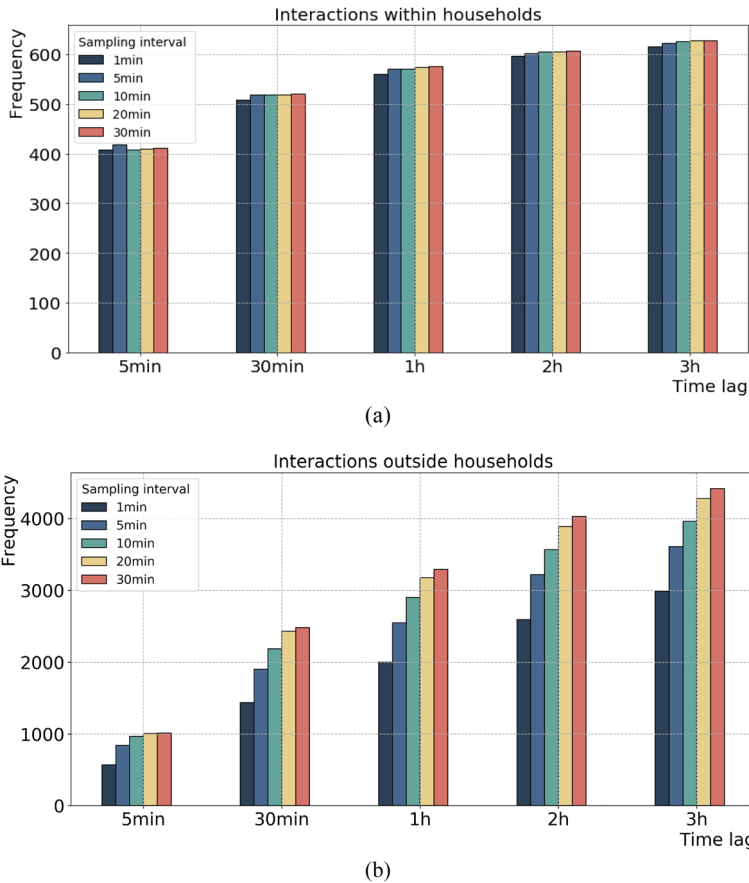 Interactions within households
Frequency
600
500
400
300
200
100
0
Sampling interval
1min
5min
10min
20min
30min
5min 30min 1h 2h 3h
Time lag
(a)
Interactions outside households
Frequency
4000
3000
2000
1000
0
Sampling interval
1min
5min
10min
20min
30min
5min 30min 1h 2h 3h
Time lag
(b)